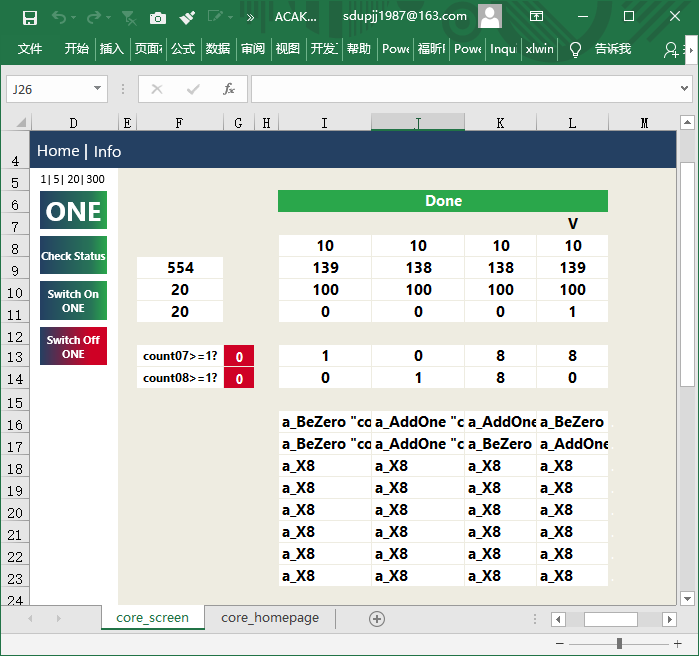 ACAK... sdupjj1987@163.com
文件 开始 插入 页面 公式 数据 审阅 视图 开发 帮助 Powe 福昕 Powe Inqui xlwin 告诉我
J26 fx
D E F G H I J K L M
4 Home | Info
5 1| 5| 20| 300
6 ONE Done
7 V
8 Check Status 10 10 10 10
9 554 139 138 138 139
10 Switch On ONE 20 100 100 100 100
11 20 0 0 0 1
12 Switch Off ONE
13 count07>=1? 0 1 0 8 8
14 count08>=1? 0 0 1 8 0
15
16 a_BeZero "co a_AddOne "c a_AddOne a_BeZero
17 a_BeZero "co a_AddOne "c a_BeZero a_AddOne
18 a_X8 a_X8 a_X8 a_X8
19 a_X8 a_X8 a_X8 a_X8
20 a_X8 a_X8 a_X8 a_X8
21 a_X8 a_X8 a_X8 a_X8
22 a_X8 a_X8 a_X8 a_X8
23 a_X8 a_X8 a_X8 a_X8
24
core_screen core_homepage